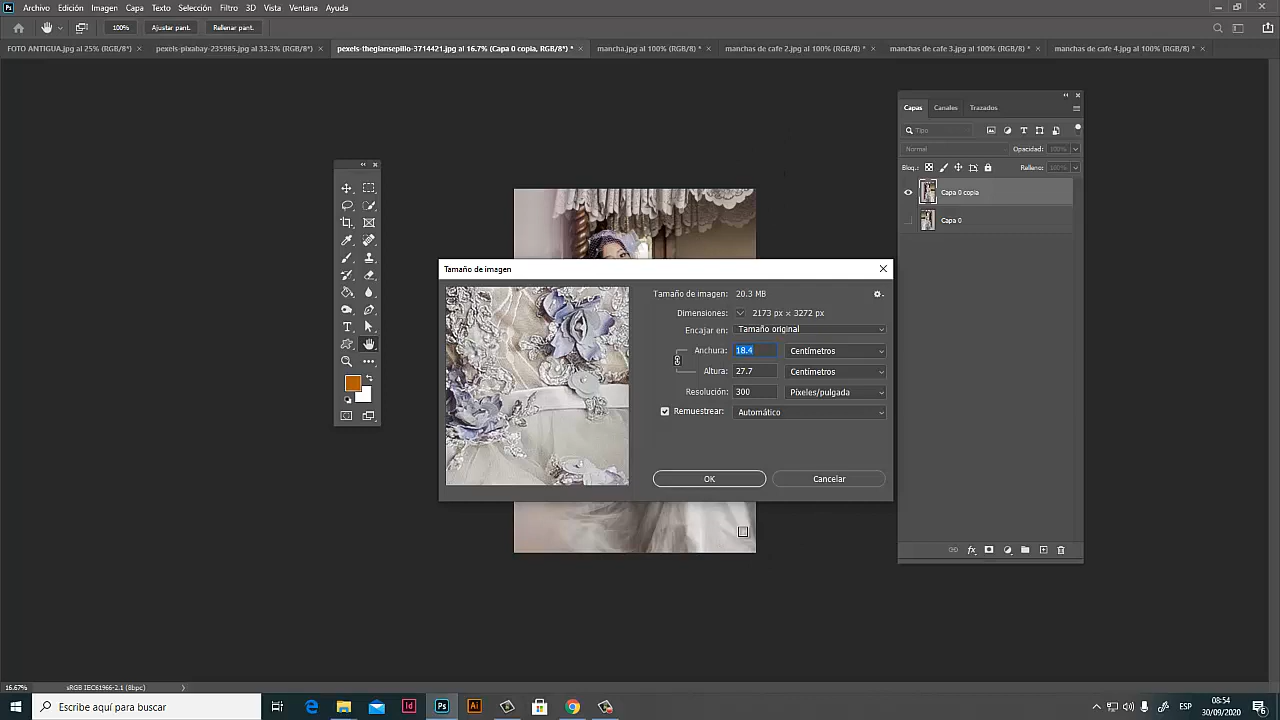 Archivo Edición Imagen Capa Texto Selección Filtro 3D Vista Ventana Ayuda
100% Ajustar pant. Rellenar pant.
FOTO ANTIGUA.jpg al 25% (RGB/8*) pexels-pixabay-235985.jpg al 33.3% (RGB/8*) pexels-theglansepillo-3714421.jpg al 16.7% (Capa 0 copia, RGB/8*) * mancha.jpg al 100% (RGB/8) * manchas de cafe 2.jpg al 100% (RGB/8*) * manchas de cafe 3.jpg al 100% (RGB/8*) * manchas de cafe 4.jpg al 100% (RGB/8*) *
Capas Canales Trazados
Tipo
Normal Opacidad: 100%
Bloq.: Relleno: 100%
Capa 0 copia
Capa 0
Tamaño de imagen
Tamaño de imagen: 20.3 MB
Dimensiones: 2173 px × 3272 px
Encajar en: Tamaño original
Anchura: 18.4 Centímetros
Altura: 27.7 Centímetros
Resolución: 300 Píxeles/pulgada
Remuestrear: Automático
OK Cancelar
16.67% sRGB IEC61966-2.1 (8bpc)
Escribe aquí para buscar
ESP
08:54
30/09/2020